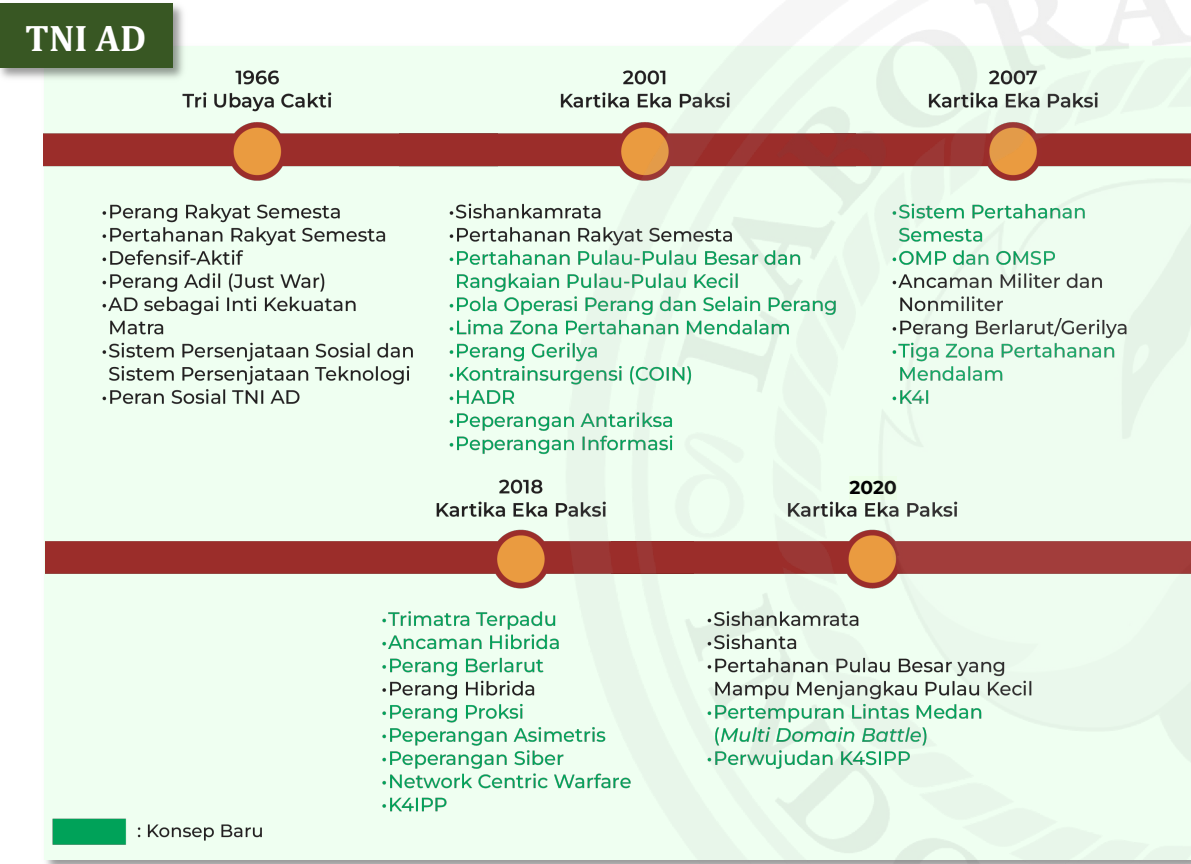 TNI AD
1966
Tri Ubaya Cakti
2001
Kartika Eka Paksi
2007
Kartika Eka Paksi
•Perang Rakyat Semesta
•Pertahanan Rakyat Semesta
•Defensif-Aktif
•Perang Adil (Just War)
•AD sebagai Inti Kekuatan
Matra
•Sistem Persenjataan Sosial dan
Sistem Persenjataan Teknologi
•Peran Sosial TNI AD
•Sishankamrata
•Pertahanan Rakyat Semesta
•Pertahanan Pulau-Pulau Besar dan
Rangkaian Pulau-Pulau Kecil
•Pola Operasi Perang dan Selain Perang
•Lima Zona Pertahanan Mendalam
•Perang Gerilya
•Kontrainsurgensi (COIN)
•HADR
•Peperangan Antariksa
•Peperangan Informasi
•Sistem Pertahanan
Semesta
•OMP dan OMSP
•Ancaman Militer dan
Nonmiliter
•Perang Berlarut/Gerilya
•Tiga Zona Pertahanan
Mendalam
•K4I
2018
Kartika Eka Paksi
2020
Kartika Eka Paksi
•Trimatra Terpadu
•Ancaman Hibrida
•Perang Berlarut
•Perang Hibrida
•Perang Proksi
•Peperangan Asimetris
•Peperangan Siber
•Network Centric Warfare
•K4IPP
•Sishankamrata
•Sishanta
•Pertahanan Pulau Besar yang
Mampu Menjangkau Pulau Kecil
•Pertempuran Lintas Medan
(Multi Domain Battle)
•Perwujudan K4SIPP
: Konsep Baru